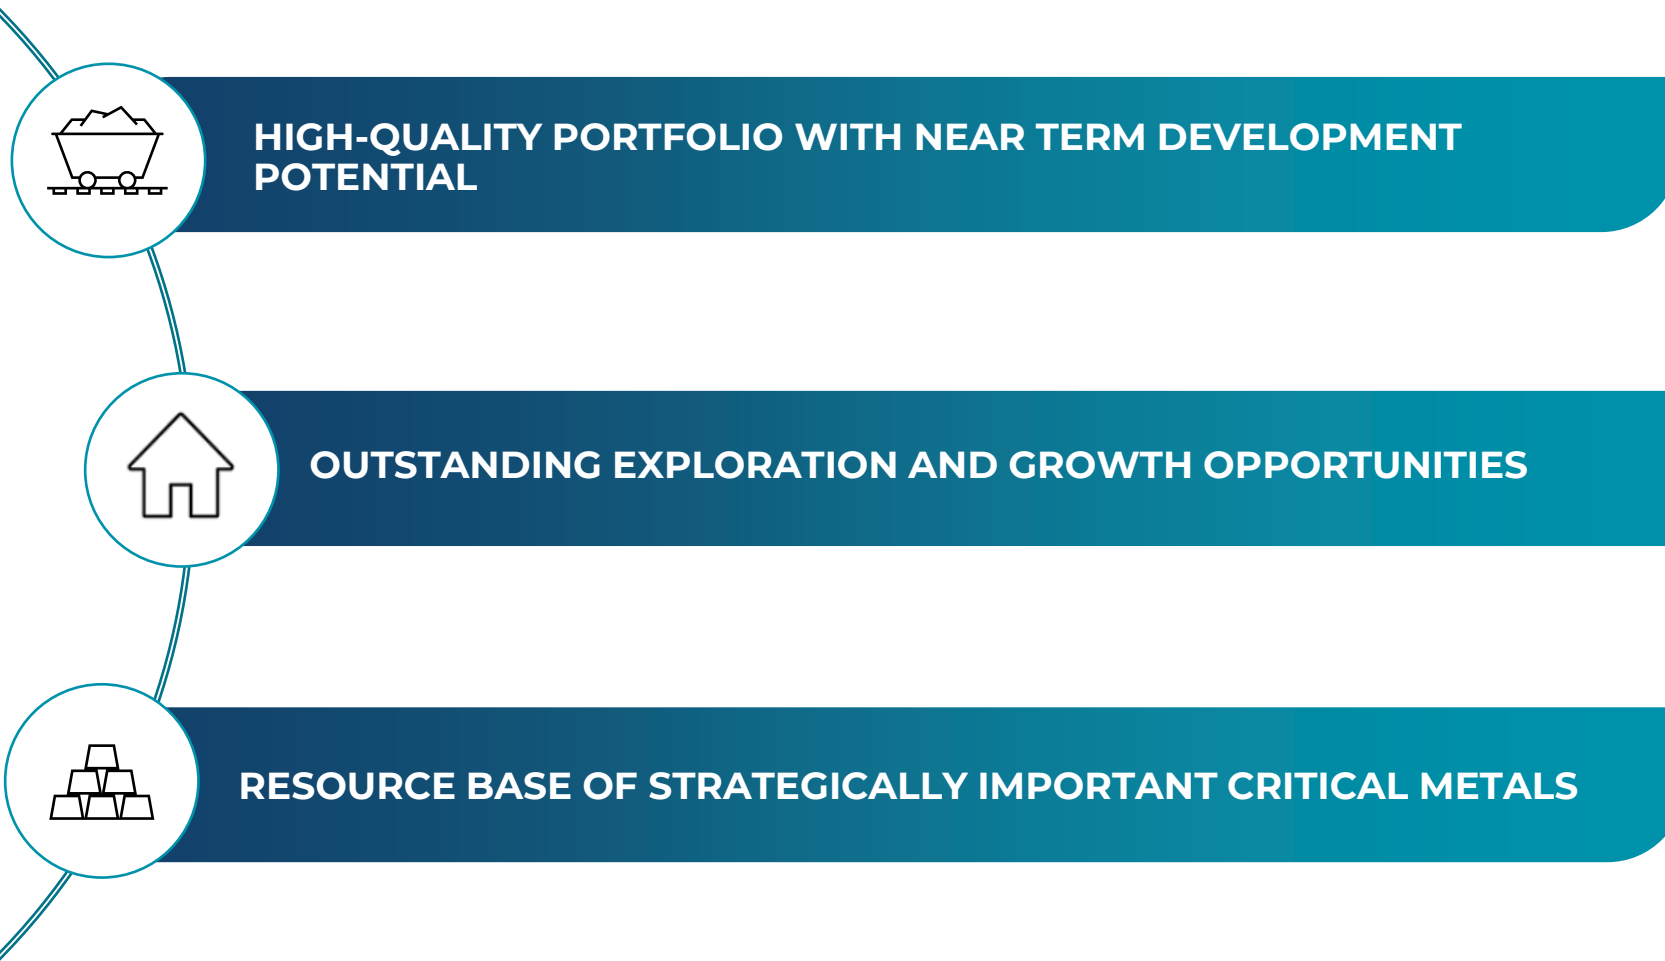 HIGH-QUALITY PORTFOLIO WITH NEAR TERM DEVELOPMENT
POTENTIAL
OUTSTANDING EXPLORATION AND GROWTH OPPORTUNITIES
RESOURCE BASE OF STRATEGICALLY IMPORTANT CRITICAL METALS